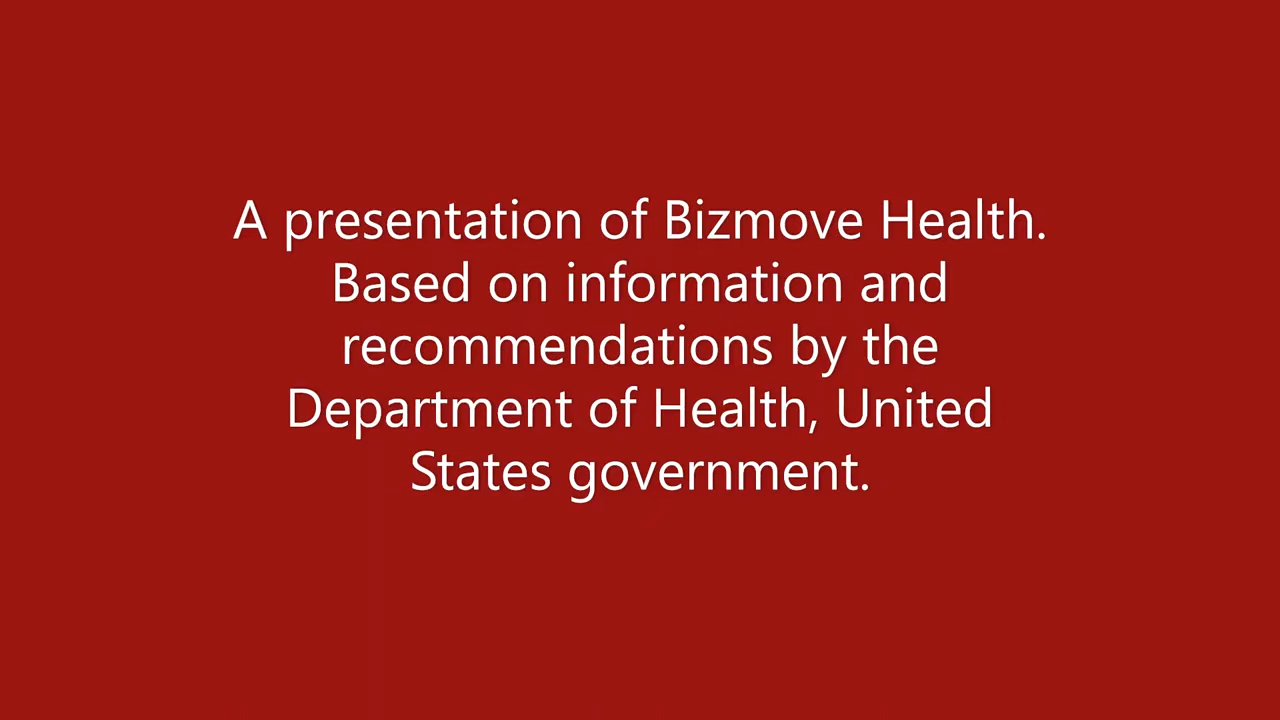 A presentation of Bizmove Health.
Based on information and
recommendations by the
Department of Health, United
States government.